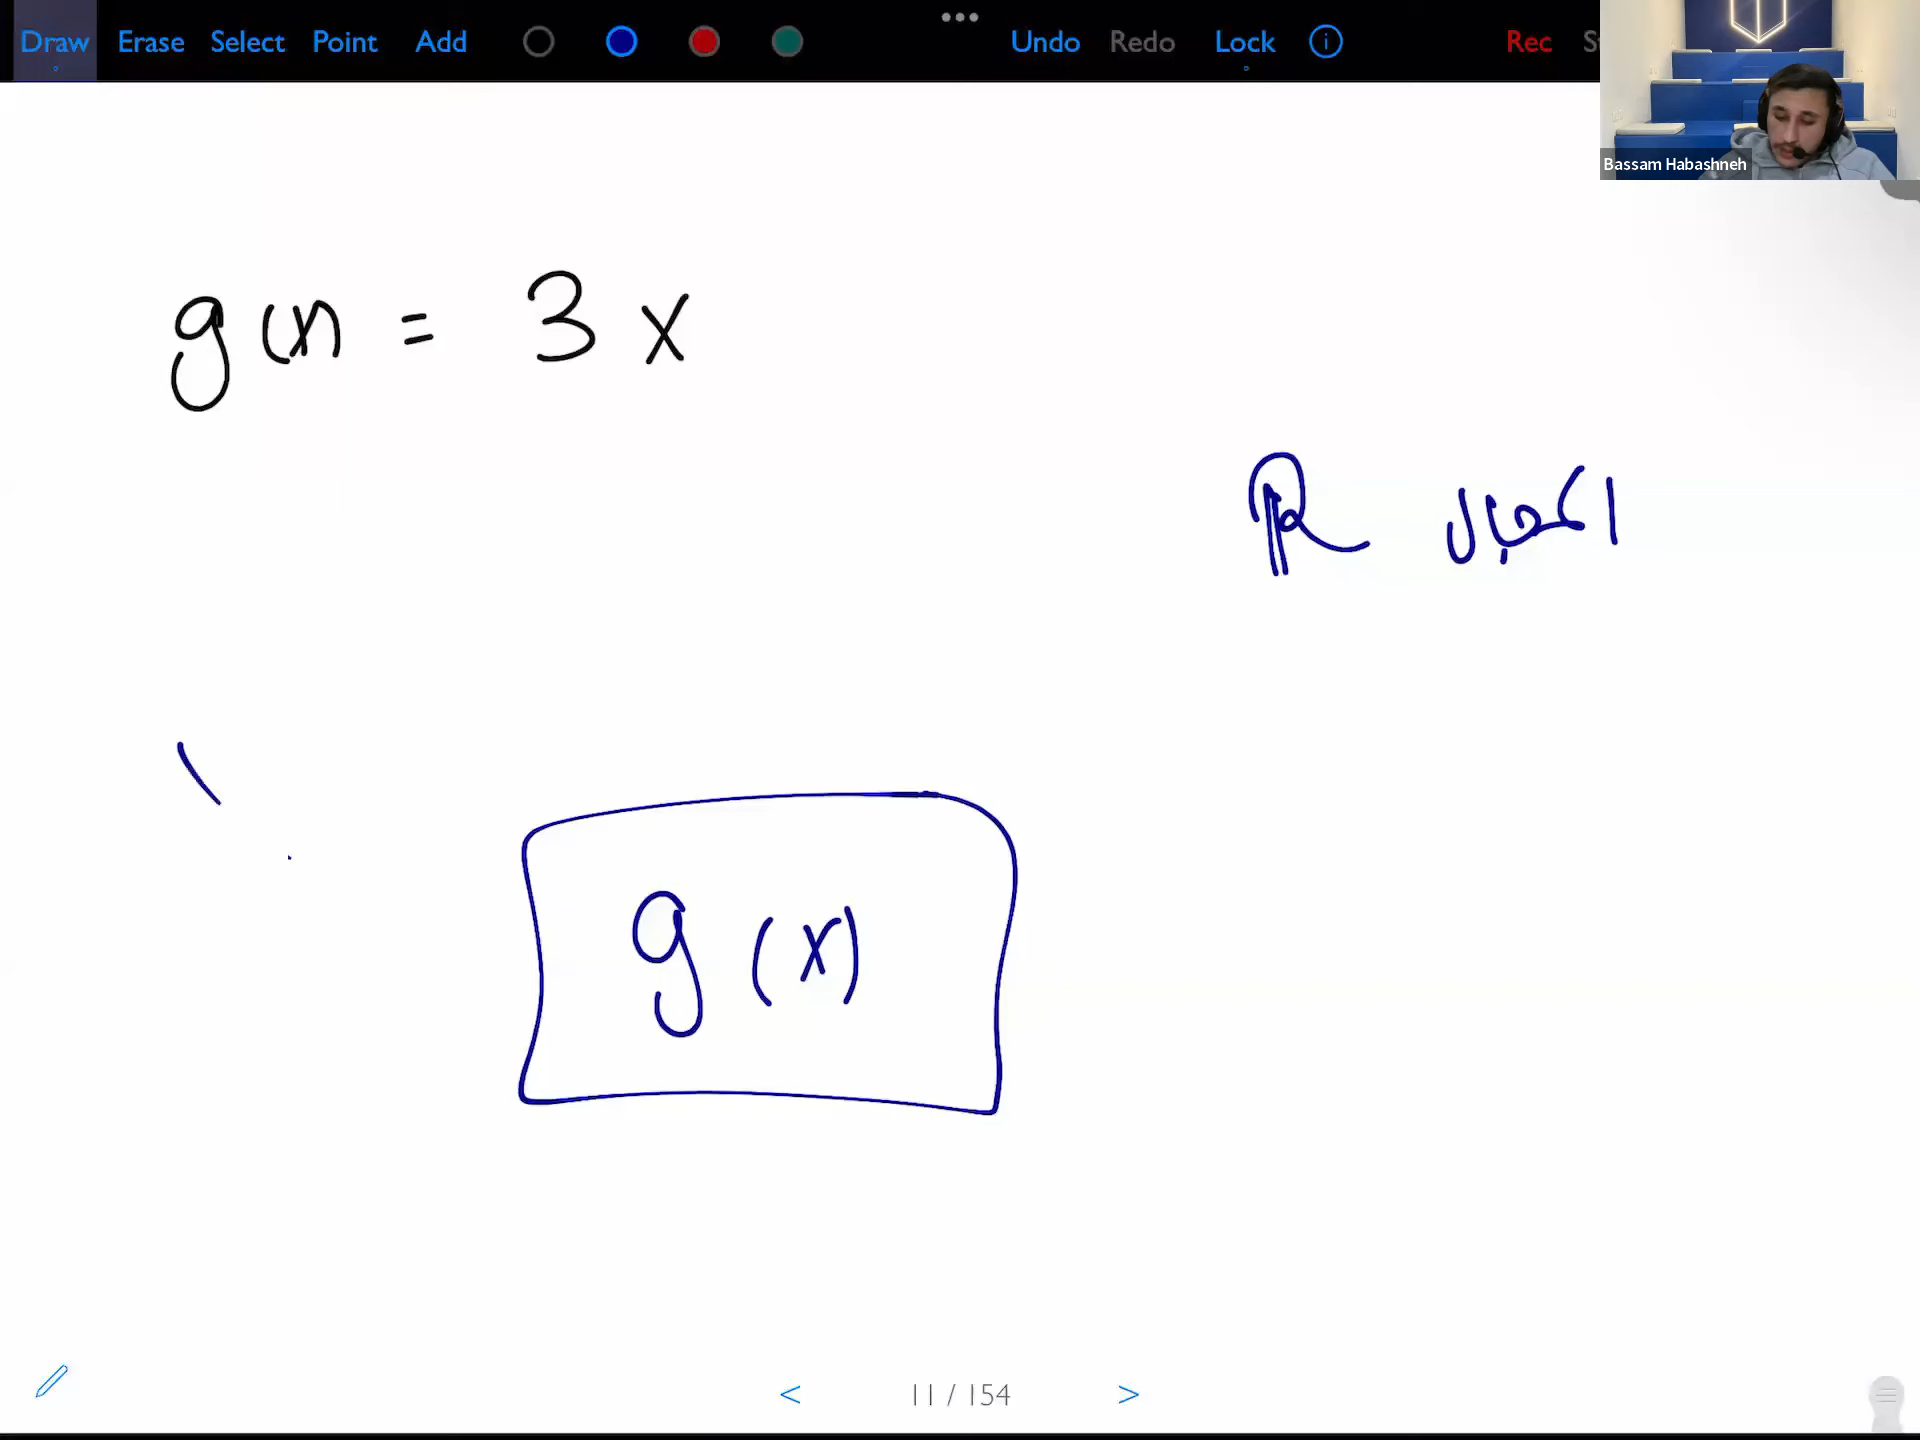 Draw Erase Select Point Add Undo Redo Lock Rec
Bassam Habashneh
g(x) = 3x
المجال ℝ
g(x)
< 11 / 154 >